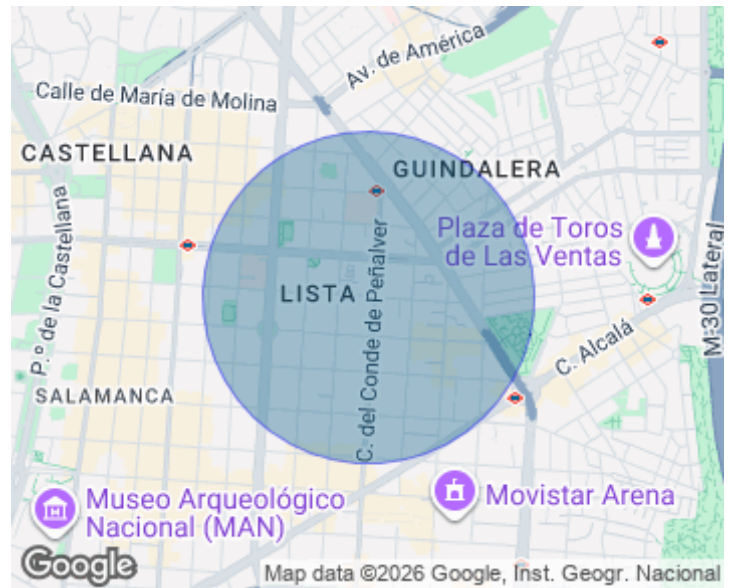 Av. de América
Calle de María de Molina
CASTELLANA
GUINDALERA
Plaza de Toros
de Las Ventas
P.º de la Castellana
C. del Conde de Peñalver
LISTA
M-30 Lateral
C. Alcalá
SALAMANCA
Museo Arqueológico
Nacional (MAN)
Movistar Arena
Google
Map data ©2026 Google, Inst. Geogr. Nacional